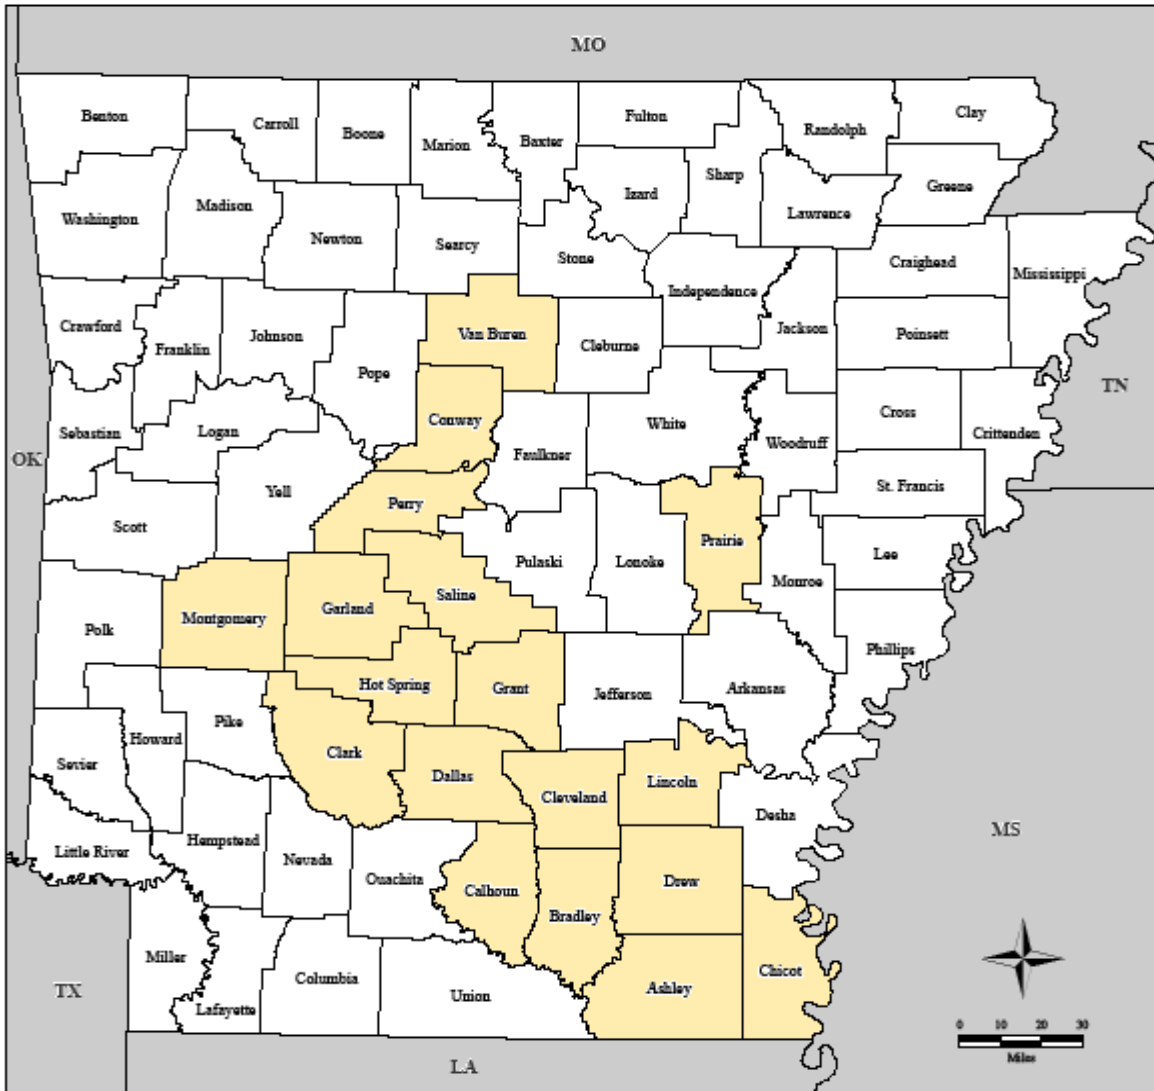 MO
Benton
Carroll
Boone
Marion
Baxter
Fulton
Randolph
Clay
Sharp
Izard
Greene
Washington
Madison
Newton
Searcy
Stone
Lawrence
Craighead
Mississippi
Independence
Crawford
Franklin
Johnson
Pope
Van Buren
Cleburne
Jackson
Poinsett
TN
Sebastian
Logan
Conway
Faulkner
White
Woodruff
Cross
Crittenden
OK
Yell
Perry
St. Francis
Scott
Pulaski
Lonoke
Prairie
Monroe
Lee
Polk
Montgomery
Garland
Saline
Phillips
Hot Spring
Grant
Jefferson
Arkansas
Sevier
Howard
Pike
Clark
Dallas
Cleveland
Lincoln
Desha
MS
Little River
Hempstead
Nevada
Ouachita
Calhoun
Bradley
Drew
TX
Miller
Lafayette
Columbia
Union
Ashley
Chicot
0 10 20 30
Miles
LA